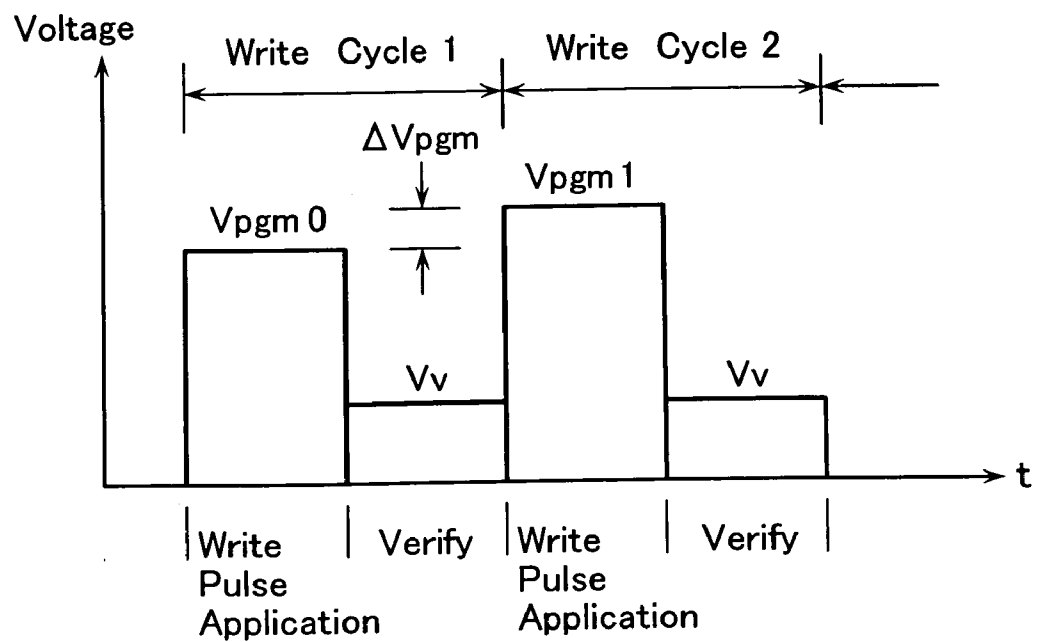 Voltage
Write Cycle 1
Write Cycle 2
ΔVpgm
Vpgm 0
Vpgm 1
Vv
Vv
t
Write
Pulse
Application
Verify
Write
Pulse
Application
Verify